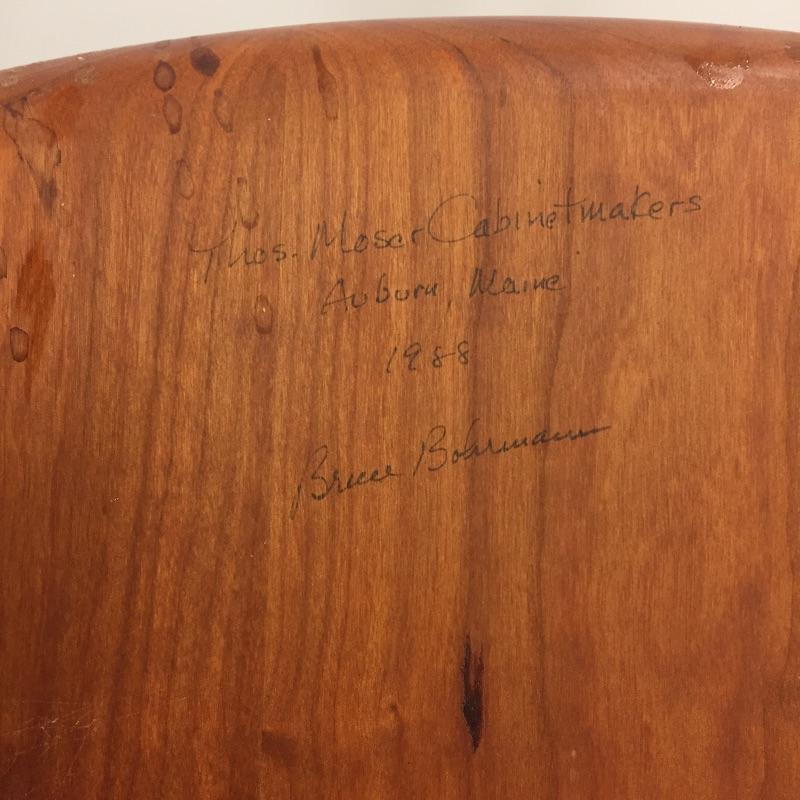 Thos. Moser Cabinetmakers
Auburn, Maine
1988
Bruce Bohrmann